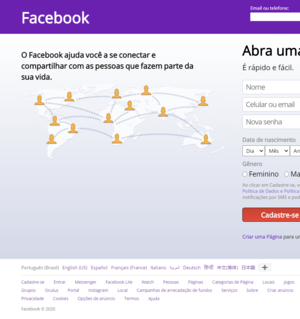 Facebook
Email ou telefone:
O Facebook ajuda você a se conectar e
compartilhar com as pessoas que fazem parte da
sua vida.
Abra uma
É rápido e fácil.
Nome
Celular ou email
Nova senha
Data de nascimento
Dia Mês An
Gênero
Feminino Ma
Ao clicar em Cadastre-se,
Política de Dados e Política
notificações por SMS e pod
Cadastre-se
Criar uma Página para um
Português (Brasil) English (US) Español Français (France) Italiano العربية Deutsch हिन्दी 中文(简体) 日本語
Cadastre-se Entrar Messenger Facebook Lite Watch Pessoas Páginas Categorias de Página Locais Jogos
Grupos Oculus Portal Instagram Local Campanhas de arrecadação de fundos Serviços Sobre Criar anúncio
Privacidade Cookies Opções de anúncio Termos Ajuda
Facebook © 2020